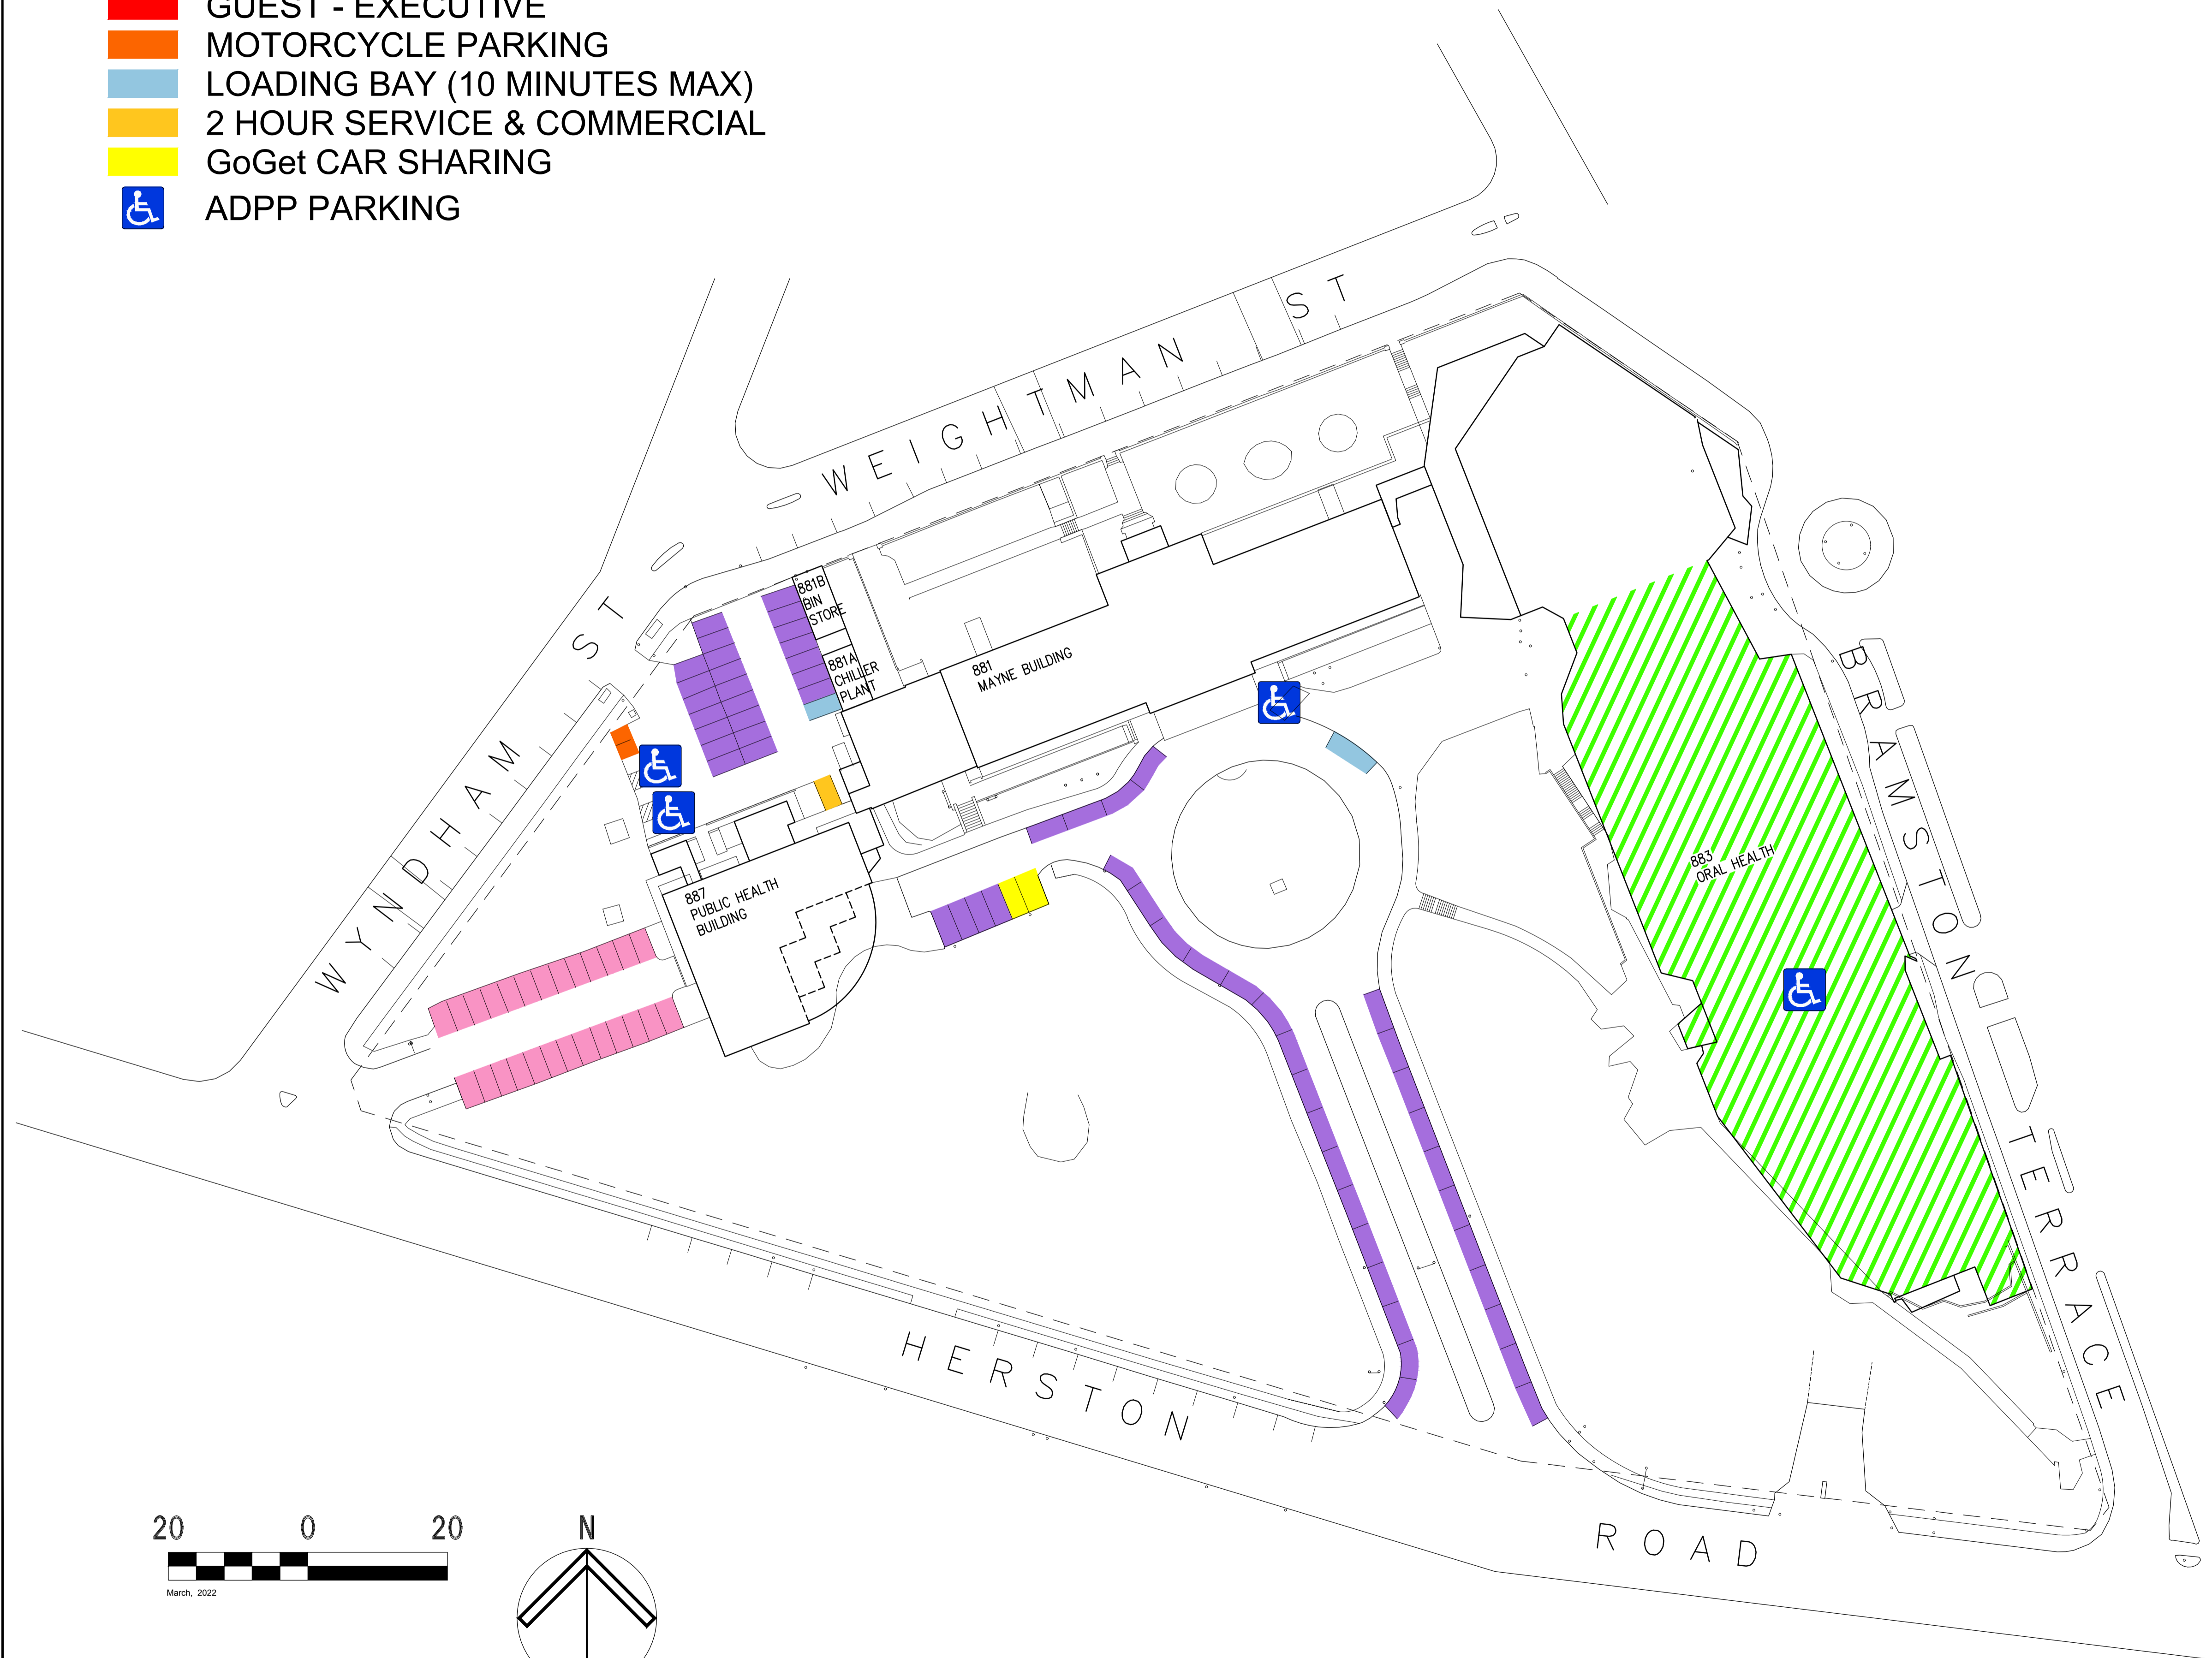 GUEST - EXECUTIVE
MOTORCYCLE PARKING
LOADING BAY (10 MINUTES MAX)
2 HOUR SERVICE & COMMERCIAL
GoGet CAR SHARING
ADPP PARKING
WEIGHTMAN ST
WYNDHAM ST
881B
BIN
STORE
881A
CHILLER
PLANT
881
MAYNE BUILDING
BRAMSTON TERRACE
883
ORAL HEALTH
887
PUBLIC HEALTH
BUILDING
HERSTON ROAD
20 0 20
N
March, 2022